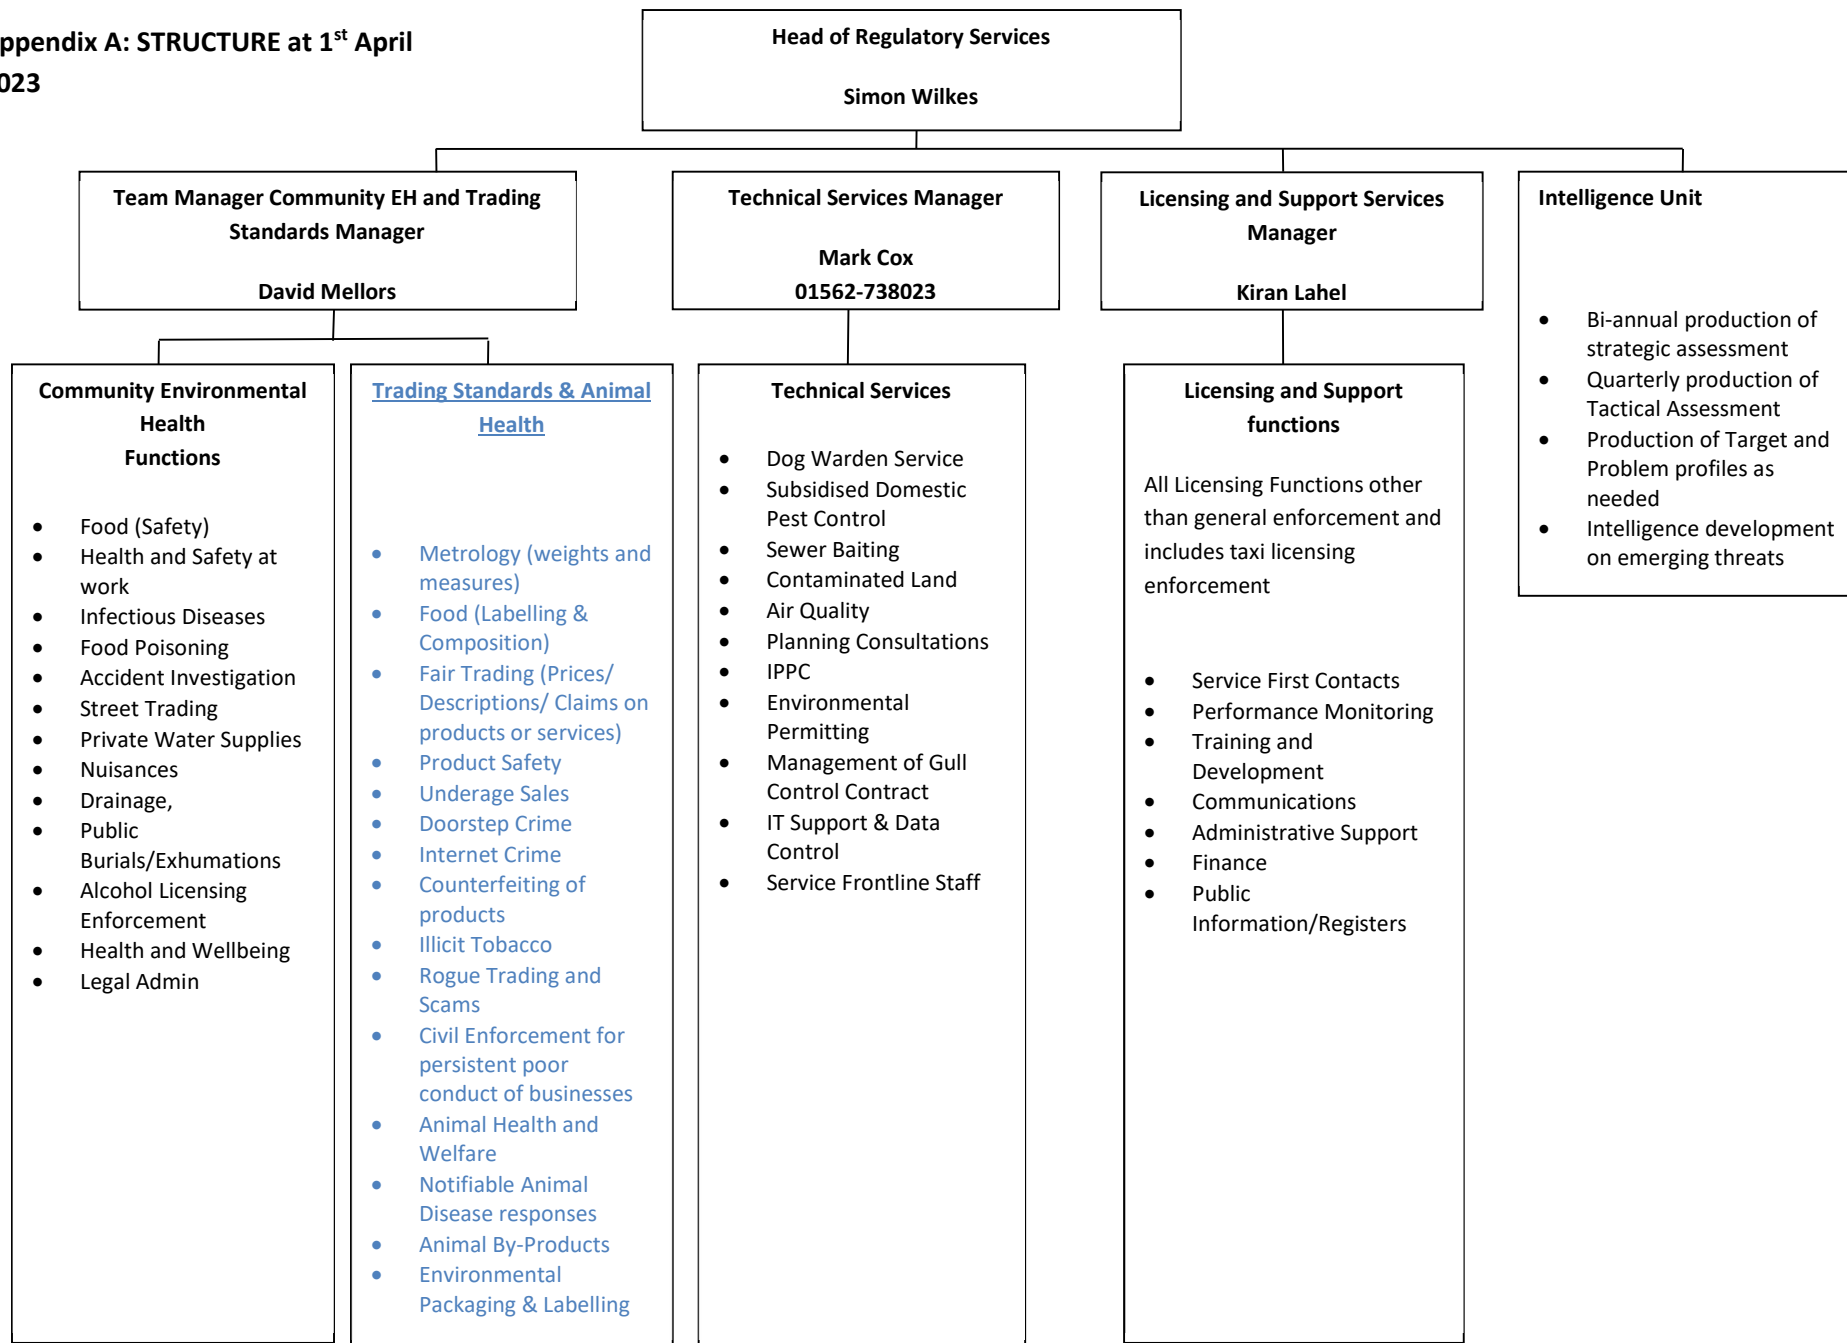 ppendix A: STRUCTURE at 1st April
023
Head of Regulatory Services
Simon Wilkes
Team Manager Community EH and Trading
Standards Manager
David Mellors
Technical Services Manager
Mark Cox
01562-738023
Licensing and Support Services
Manager
Kiran Lahel
Intelligence Unit
• Bi-annual production of
strategic assessment
• Quarterly production of
Tactical Assessment
• Production of Target and
Problem profiles as
needed
• Intelligence development
on emerging threats
Community Environmental
Health
Functions
• Food (Safety)
• Health and Safety at
work
• Infectious Diseases
• Food Poisoning
• Accident Investigation
• Street Trading
• Private Water Supplies
• Nuisances
• Drainage,
• Public
Burials/Exhumations
• Alcohol Licensing
Enforcement
• Health and Wellbeing
• Legal Admin
Trading Standards & Animal
Health
• Metrology (weights and
measures)
• Food (Labelling &
Composition)
• Fair Trading (Prices/
Descriptions/ Claims on
products or services)
• Product Safety
• Underage Sales
• Doorstep Crime
• Internet Crime
• Counterfeiting of
products
• Illicit Tobacco
• Rogue Trading and
Scams
• Civil Enforcement for
persistent poor
conduct of businesses
• Animal Health and
Welfare
• Notifiable Animal
Disease responses
• Animal By-Products
• Environmental
Packaging & Labelling
Technical Services
• Dog Warden Service
• Subsidised Domestic
Pest Control
• Sewer Baiting
• Contaminated Land
• Air Quality
• Planning Consultations
• IPPC
• Environmental
Permitting
• Management of Gull
Control Contract
• IT Support & Data
Control
• Service Frontline Staff
Licensing and Support
functions
All Licensing Functions other
than general enforcement and
includes taxi licensing
enforcement
• Service First Contacts
• Performance Monitoring
• Training and
Development
• Communications
• Administrative Support
• Finance
• Public
Information/Registers